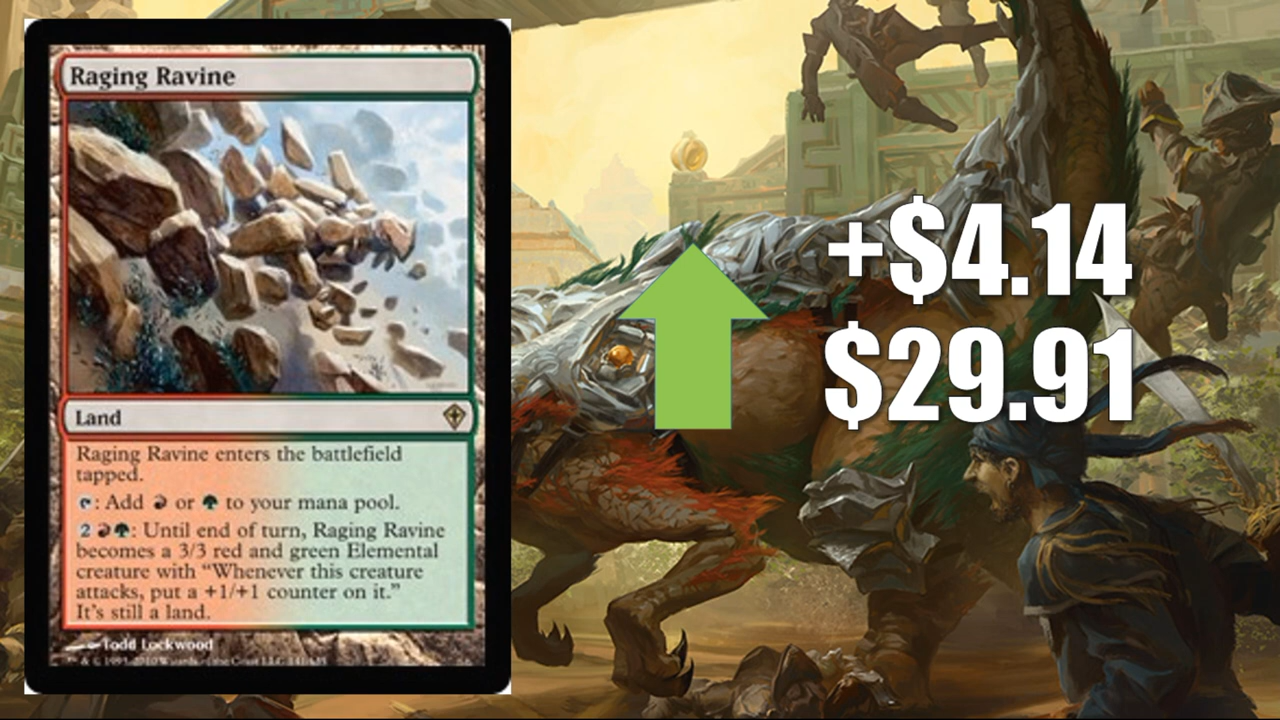 Raging Ravine
Land
Raging Ravine enters the battlefield
tapped.
: Add or to your mana pool.
2 : Until end of turn, Raging Ravine
becomes a 3/3 red and green Elemental
creature with “Whenever this creature
attacks, put a +1/+1 counter on it.”
It's still a land.
Todd Lockwood
+$4.14
$29.91